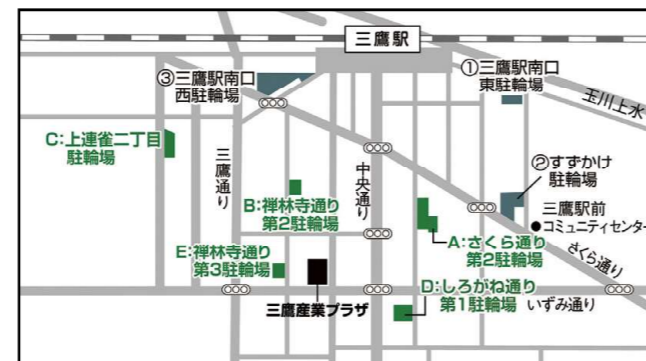 三鷹駅
③三鷹駅南口
西駐輪場
①三鷹駅南口
東駐輪場
玉川上水
C:上連雀二丁目
駐輪場
三鷹通り
中央通り
②すずかけ
駐輪場
B:禅林寺通り
第2駐輪場
三鷹駅前
コミュニティセンター
A:さくら通り
第2駐輪場
さくら通り
E:禅林寺通り
第3駐輪場
D:しろがね通り
第1駐輪場
三鷹産業プラザ
いずみ通り